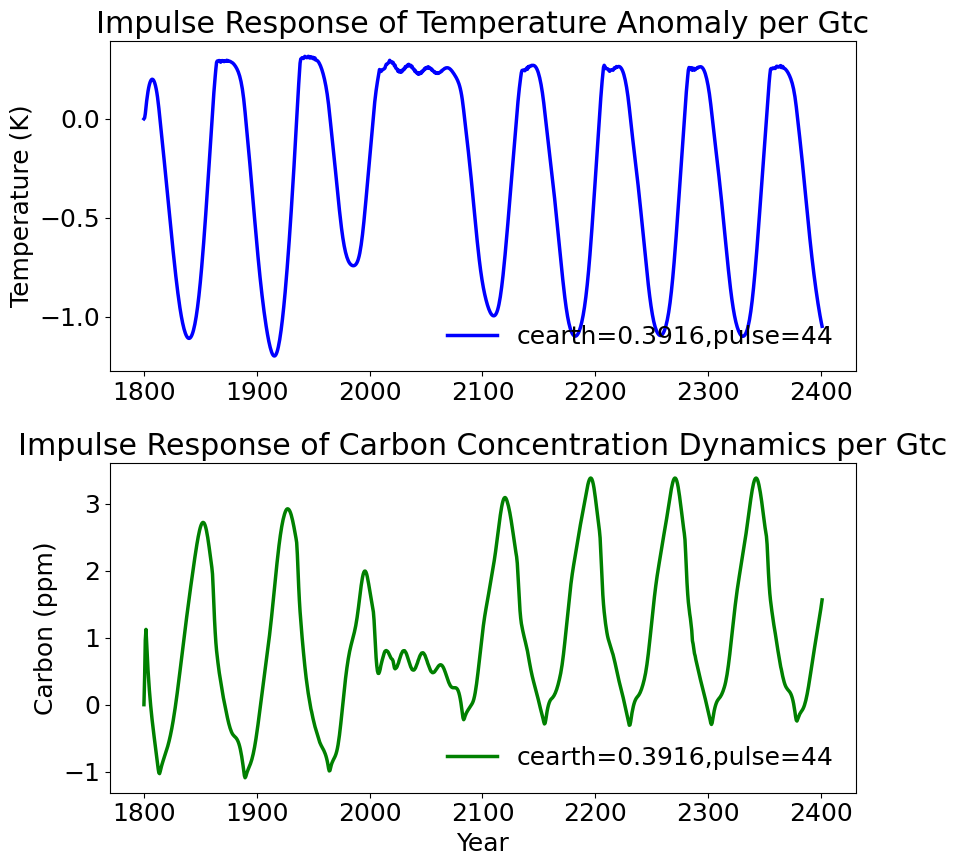 Impulse Response of Temperature Anomaly per Gtc
Temperature (K)
0.0
−0.5
−1.0
cearth=0.3916,pulse=44
1800 1900 2000 2100 2200 2300 2400
Impulse Response of Carbon Concentration Dynamics per Gtc
Carbon (ppm)
3
2
1
0
−1
cearth=0.3916,pulse=44
1800 1900 2000 2100 2200 2300 2400
Year